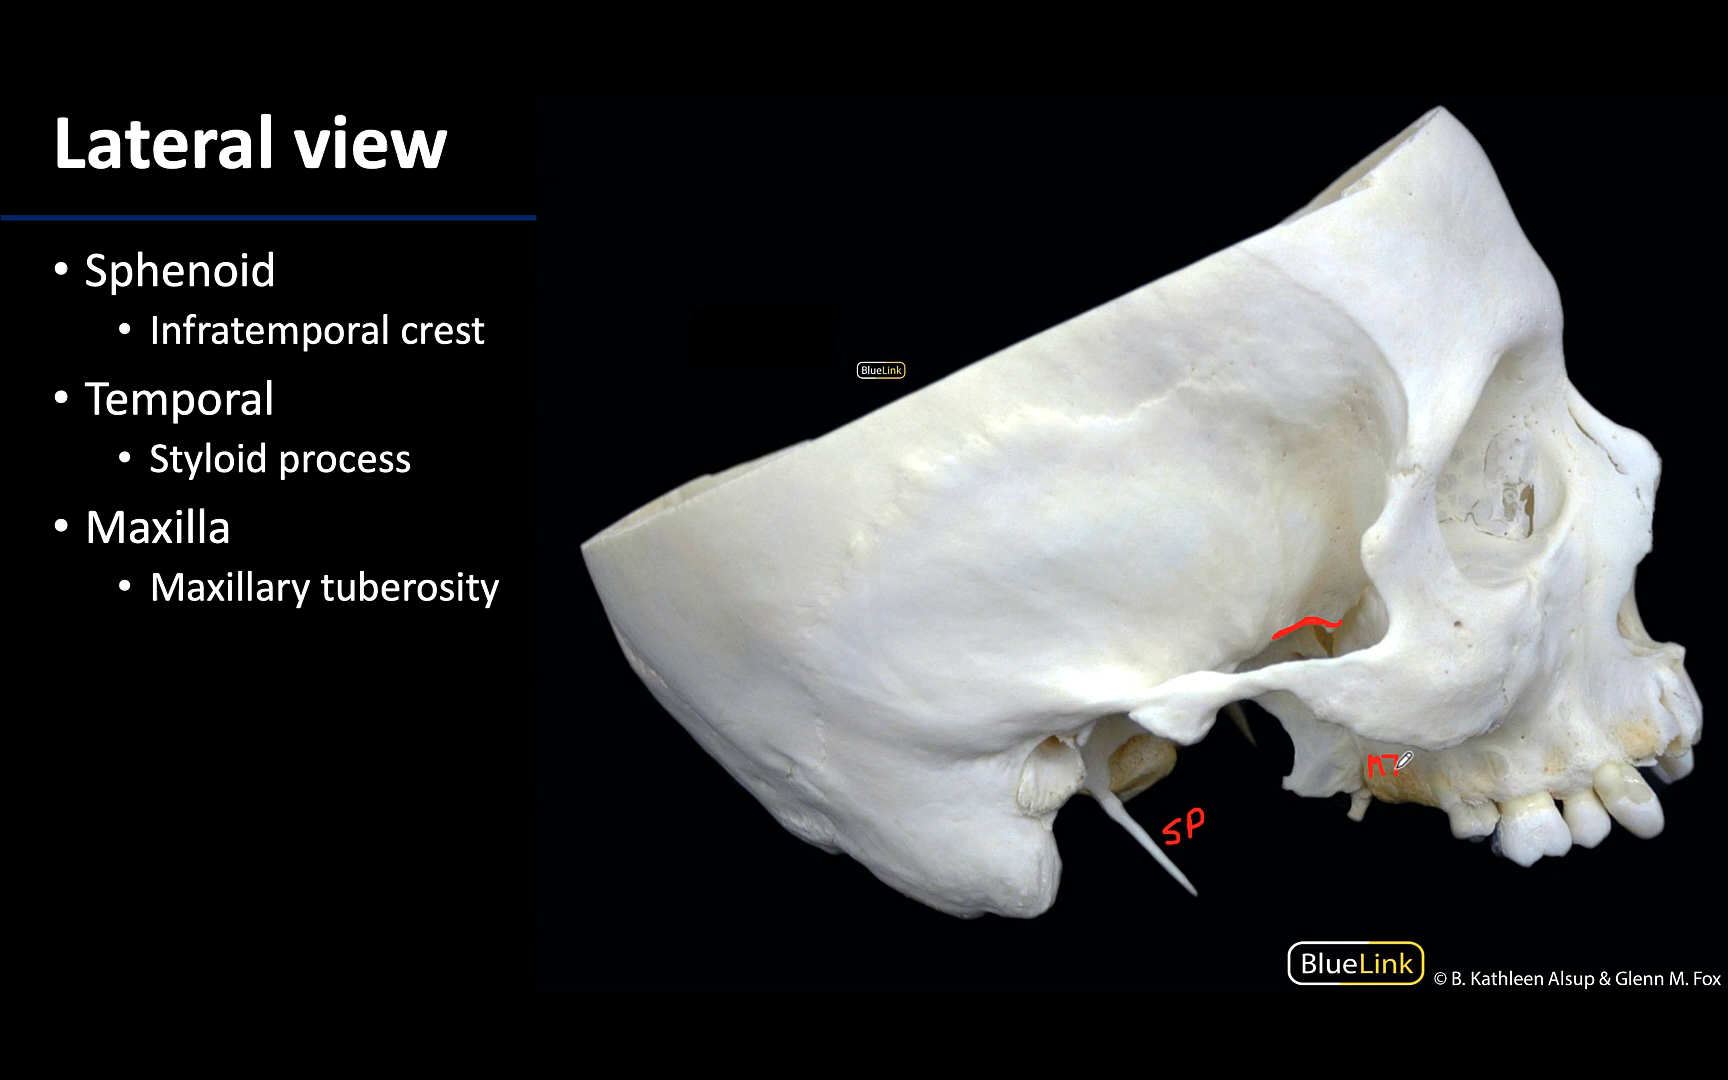 Lateral view
• Sphenoid
• Infratemporal crest
• Temporal
• Styloid process
• Maxilla
• Maxillary tuberosity
BlueLink
MT
SP
BlueLink
© B. Kathleen Alsup & Glenn M. Fox